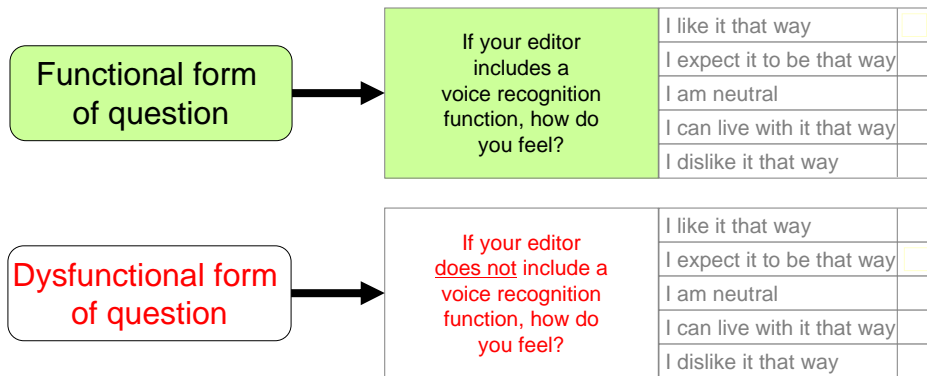 Functional form
of question
If your editor
includes a
voice recognition
function, how do
you feel?
I like it that way
I expect it to be that way
I am neutral
I can live with it that way
I dislike it that way
Dysfunctional form
of question
If your editor
does not include a
voice recognition
function, how do
you feel?
I like it that way
I expect it to be that way
I am neutral
I can live with it that way
I dislike it that way